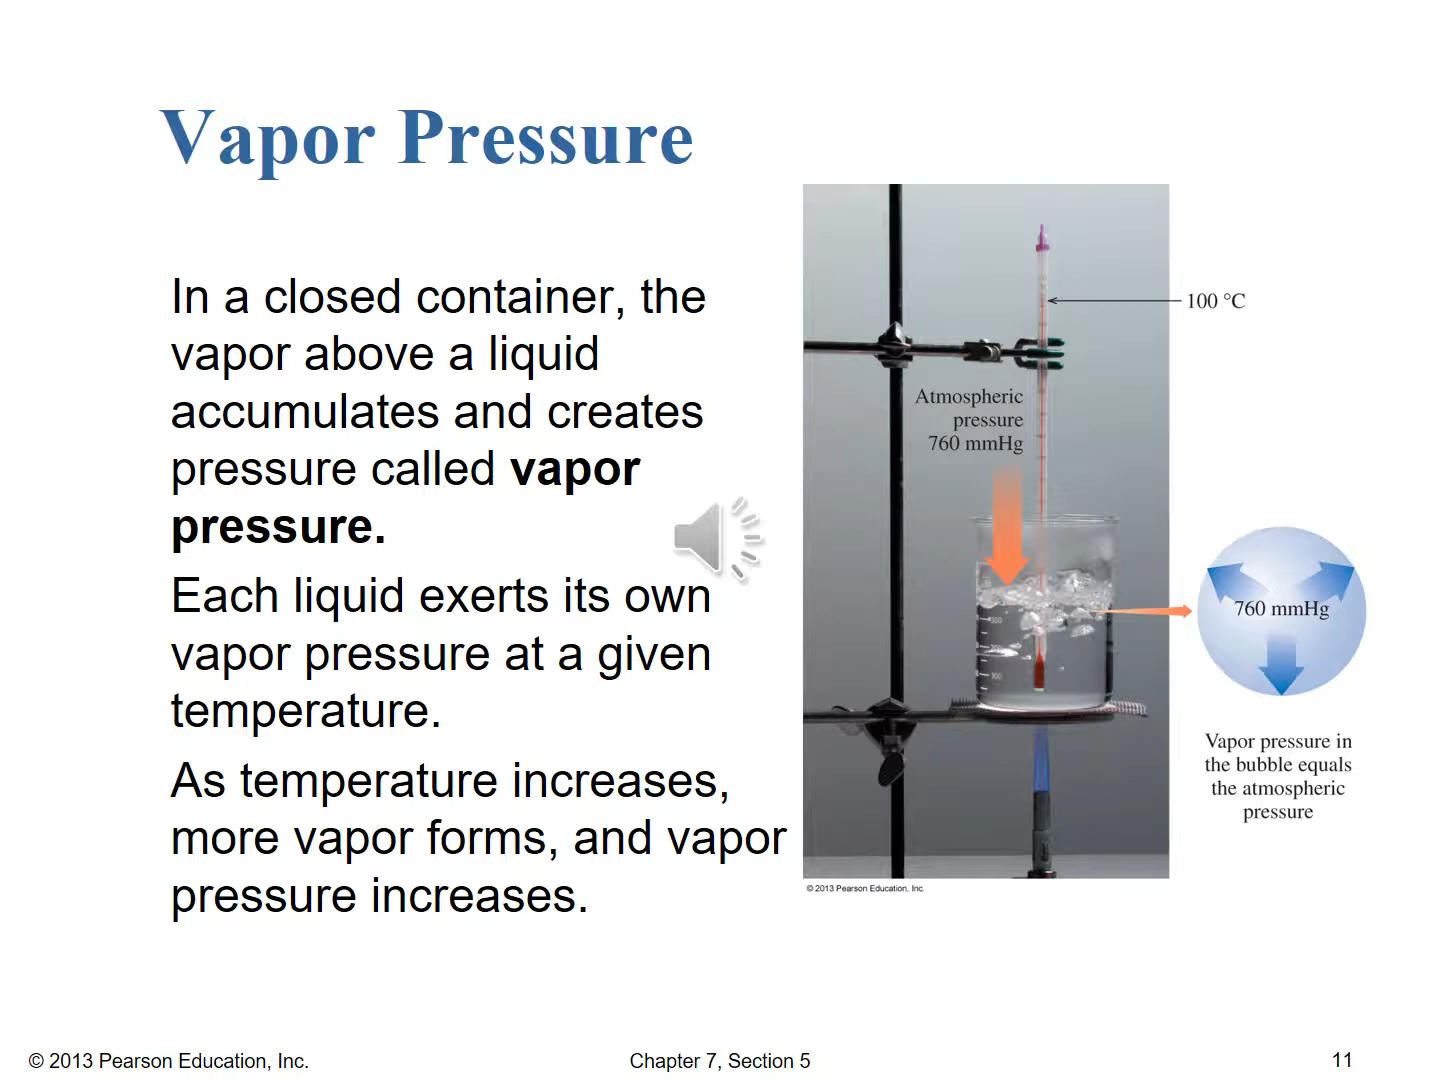 Vapor Pressure
In a closed container, the
vapor above a liquid
accumulates and creates
pressure called vapor
pressure.
Each liquid exerts its own
vapor pressure at a given
temperature.
As temperature increases,
more vapor forms, and vapor
pressure increases.
100 °C
Atmospheric
pressure
760 mmHg
300
100
760 mmHg
Vapor pressure in
the bubble equals
the atmospheric
pressure
© 2013 Pearson Education, Inc.
© 2013 Pearson Education, Inc.
Chapter 7, Section 5
11